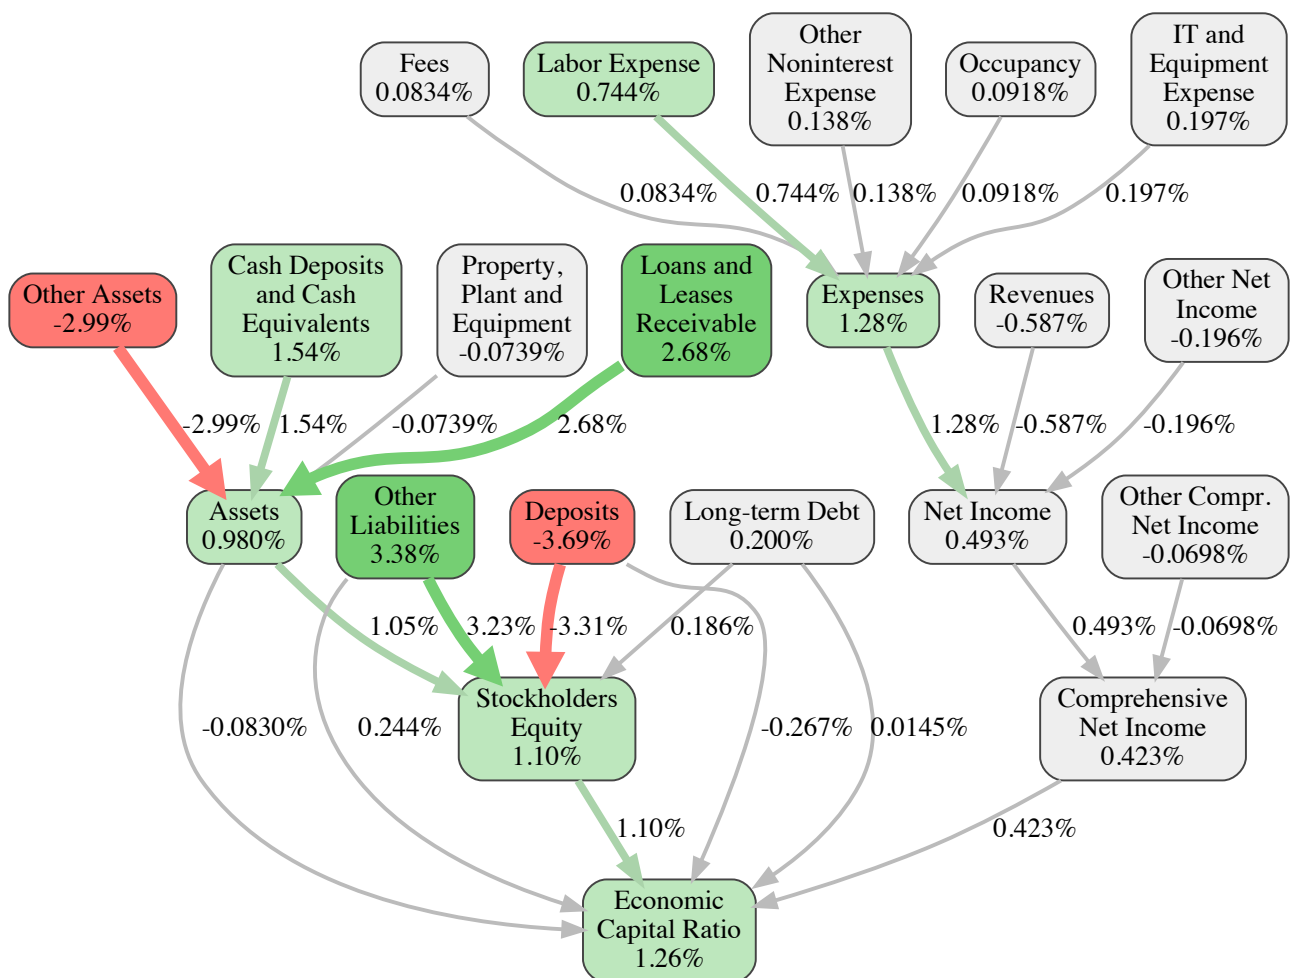 Fees
0.0834%
Labor Expense
0.744%
Other
Noninterest
Expense
0.138%
Occupancy
0.0918%
IT and
Equipment
Expense
0.197%
0.0834%
0.744%
0.138%
0.0918%
0.197%
Other Assets
-2.99%
Cash Deposits
and Cash
Equivalents
1.54%
Property,
Plant and
Equipment
-0.0739%
Loans and
Leases
Receivable
2.68%
Expenses
1.28%
Revenues
-0.587%
Other Net
Income
-0.196%
-2.99%
1.54%
-0.0739%
2.68%
1.28%
-0.587%
-0.196%
Assets
0.980%
Other
Liabilities
3.38%
Deposits
-3.69%
Long-term Debt
0.200%
Net Income
0.493%
Other Compr.
Net Income
-0.0698%
1.05%
3.23%
-3.31%
0.186%
0.493%
-0.0698%
-0.0830%
0.244%
Stockholders
Equity
1.10%
-0.267%
0.0145%
Comprehensive
Net Income
0.423%
1.10%
0.423%
Economic
Capital Ratio
1.26%